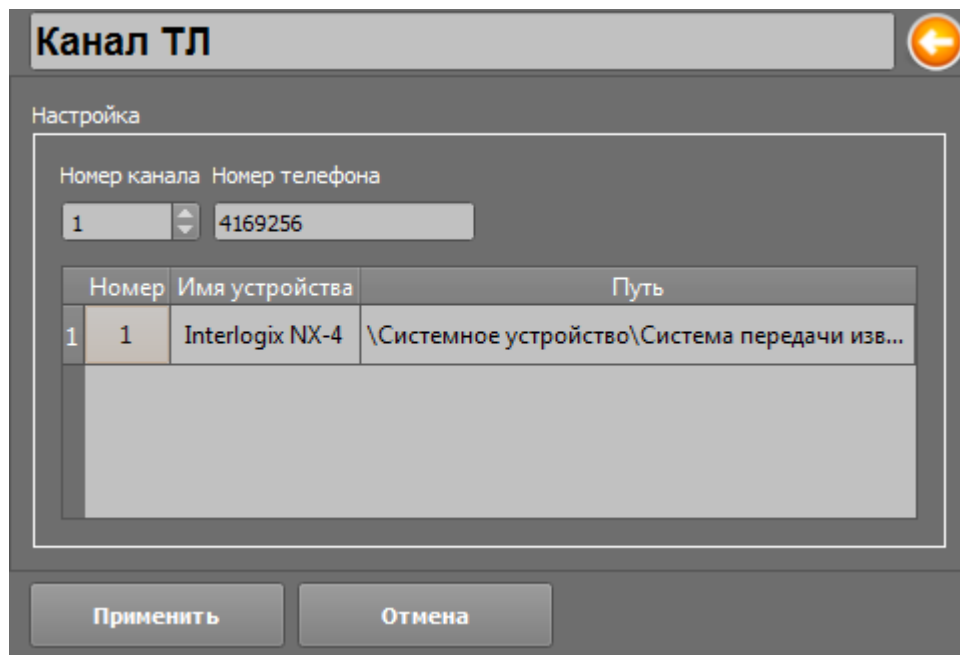 Канал ТЛ
Настройка
Номер канала Номер телефона
1 4169256
Номер Имя устройства Путь
1 1 Interlogix NX-4 \Системное устройство\Система передачи изв...
Применить Отмена